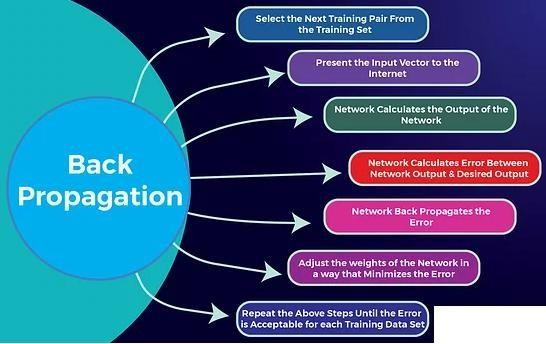 Back
Propagation
Select the Next Training Pair From
the Training Set
Present the Input Vector to the
Internet
Network Calculates the Output of the
Network
Network Calculates Error Between
Network Output & Desired Output
Network Back Propagates the
Error
Adjust the weights of the Network in
a way that Minimizes the Error
Repeat the Above Steps Until the Error
is Acceptable for each Training Data Set